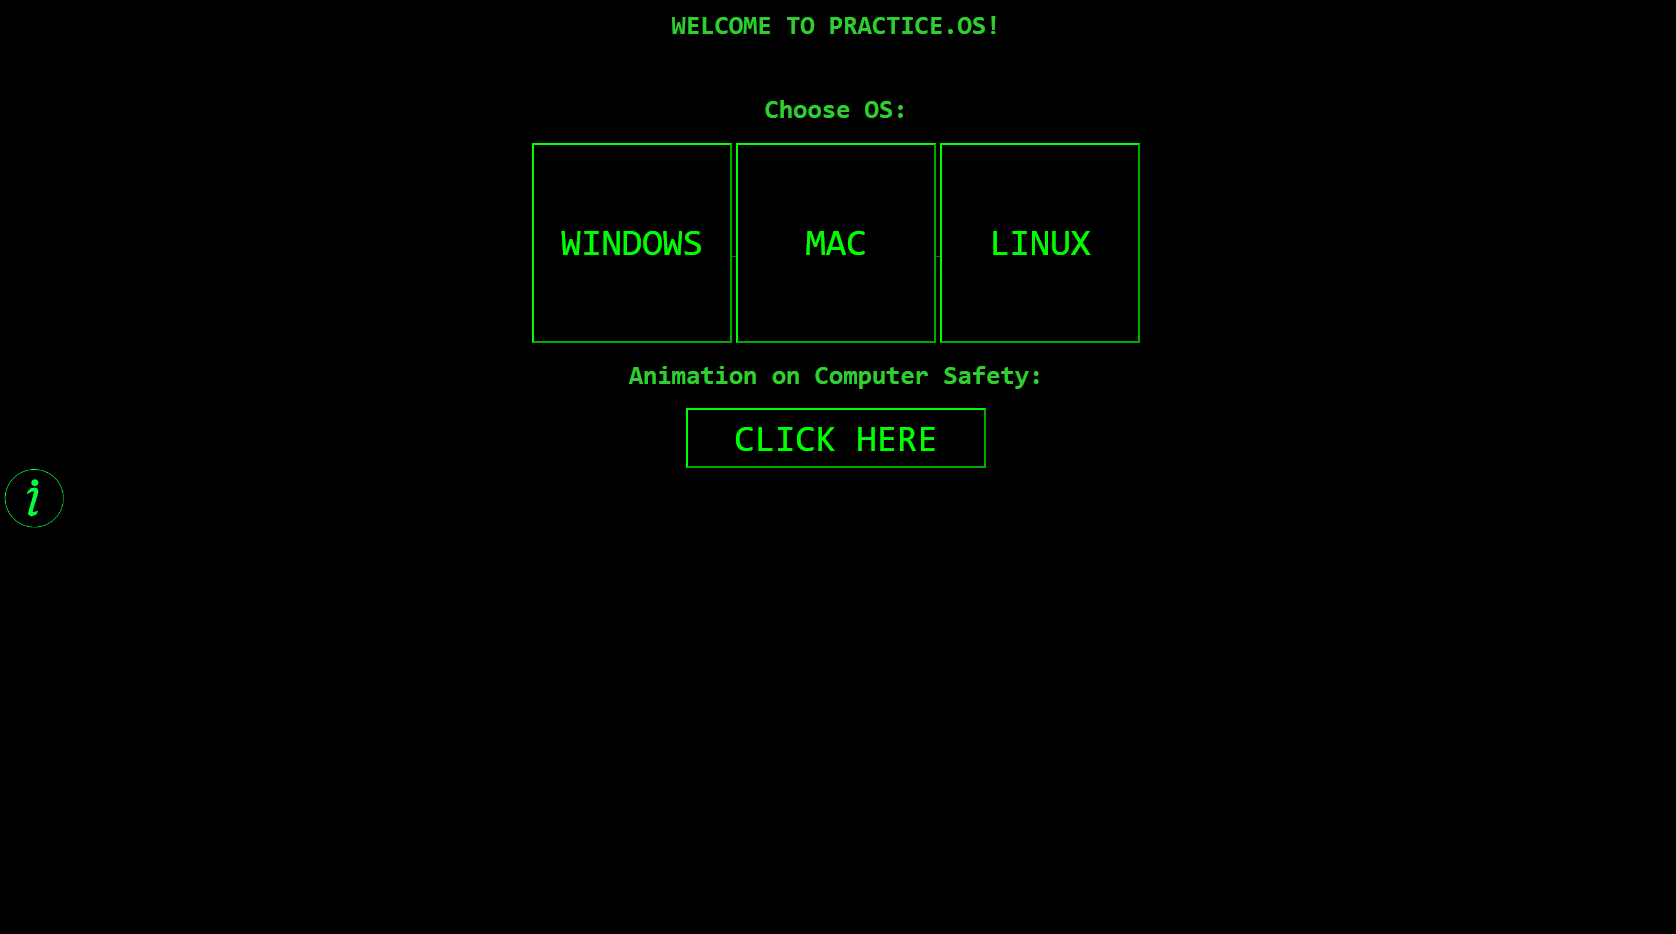 WELCOME TO PRACTICE.OS!
Choose OS:
WINDOWS MAC LINUX
Animation on Computer Safety:
CLICK HERE
i